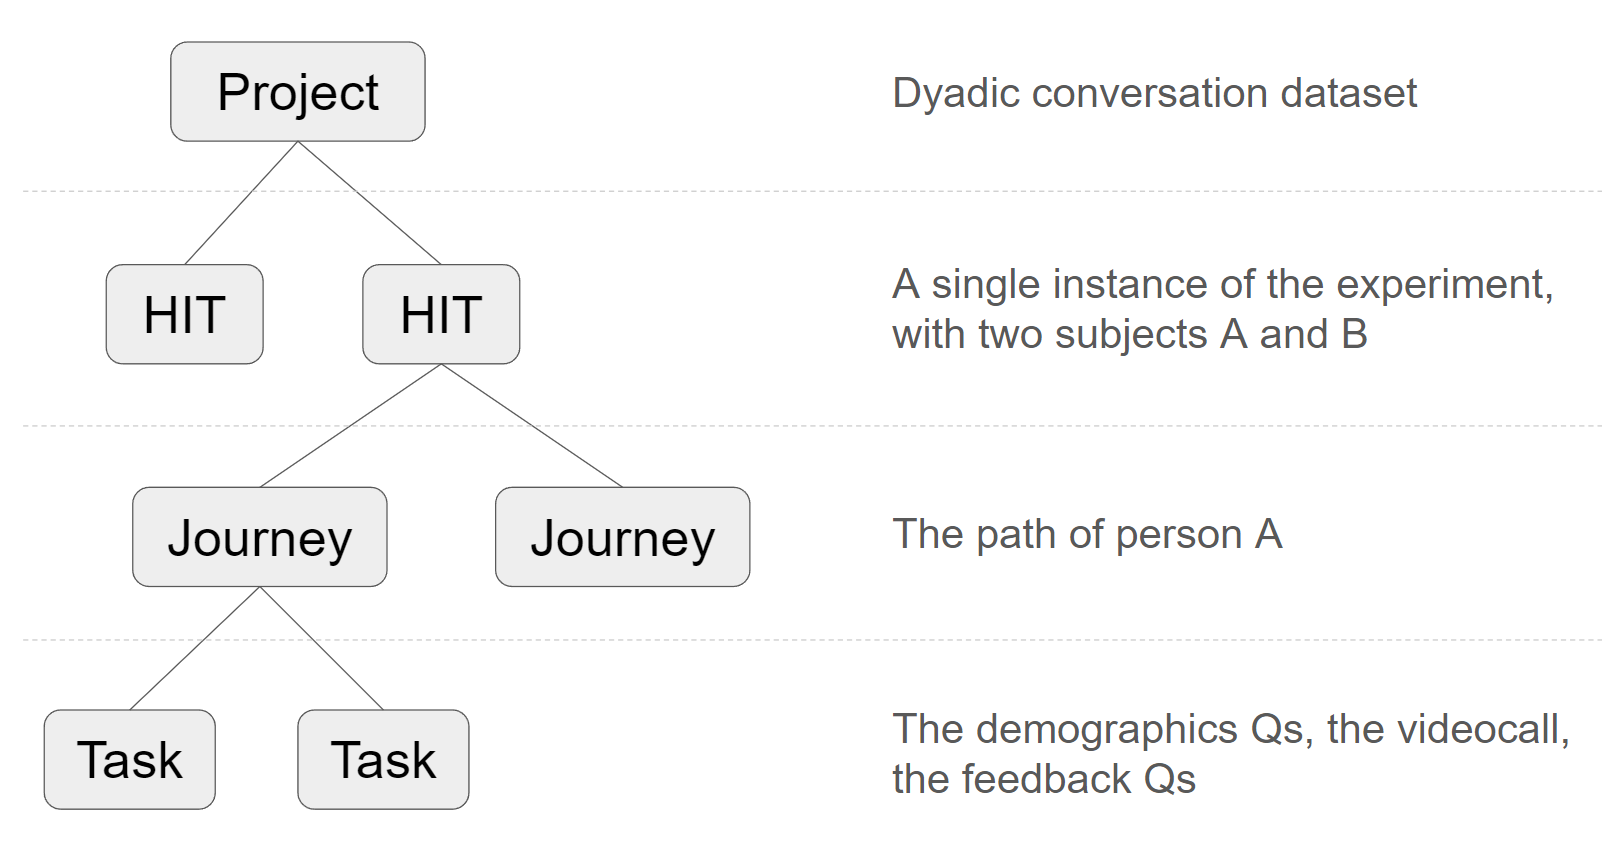 Project
Dyadic conversation dataset
HIT
HIT
A single instance of the experiment,
with two subjects A and B
Journey
Journey
The path of person A
Task
Task
The demographics Qs, the videocall,
the feedback Qs